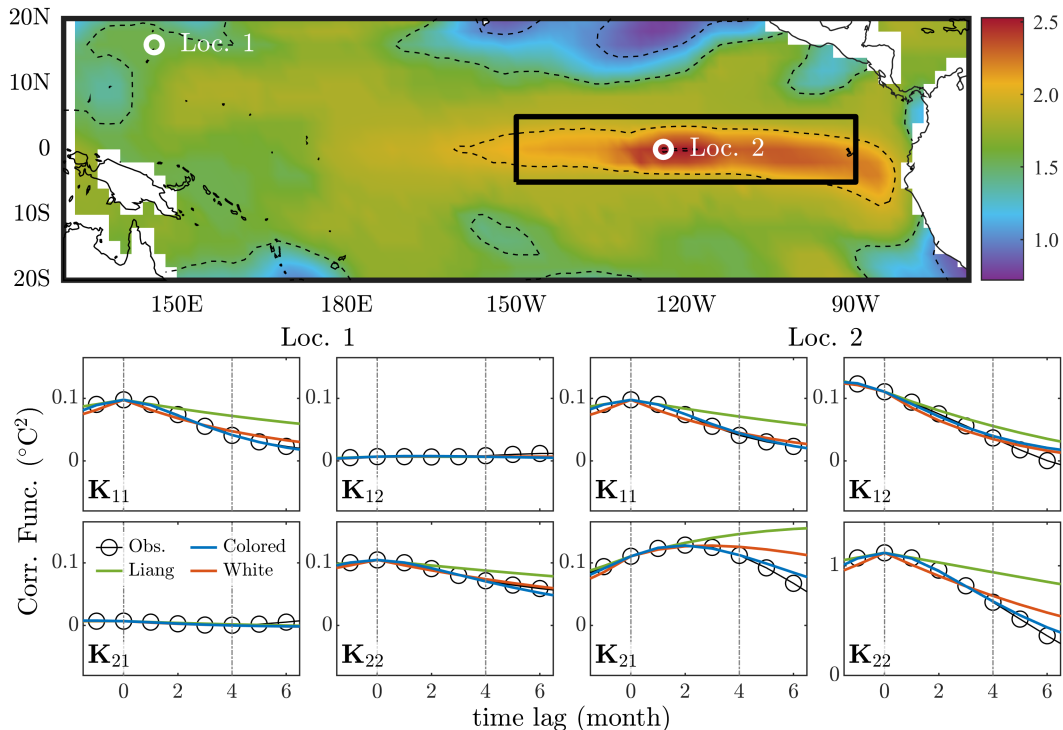 20N
10N
0
10S
20S
Loc. 1
Loc. 2
150E 180E 150W 120W 90W
2.5
2.0
1.5
1.0
Loc. 1 Loc. 2
Corr. Func. (°C²)
0.1
0
K₁₁
K₁₂
0.1
0
K₁₁
0.1
0
K₁₂
0.1
0
Obs. Colored
Liang White
K₂₁
0.1
0
K₂₂
0.1
0
K₂₁
1
0
K₂₂
0 2 4 6 0 2 4 6 0 2 4 6 0 2 4 6
time lag (month)